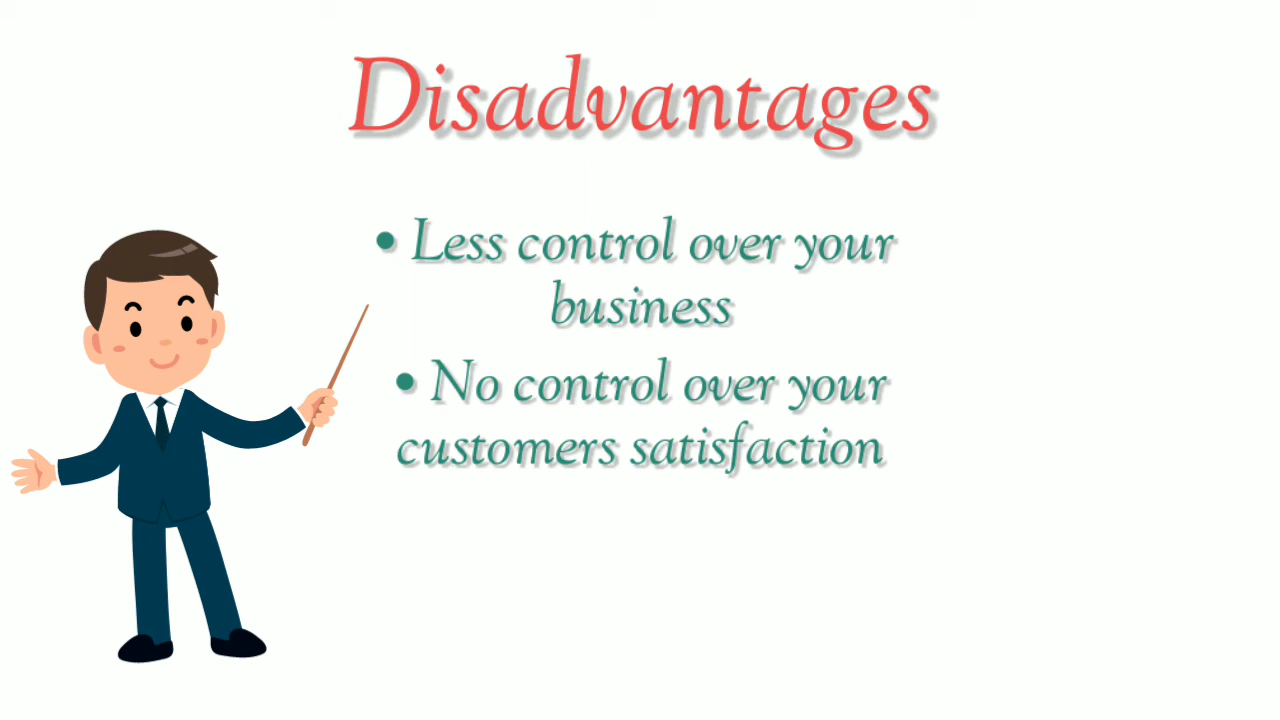 Disadvantages
• Less control over your
business
• No control over your
customers satisfaction